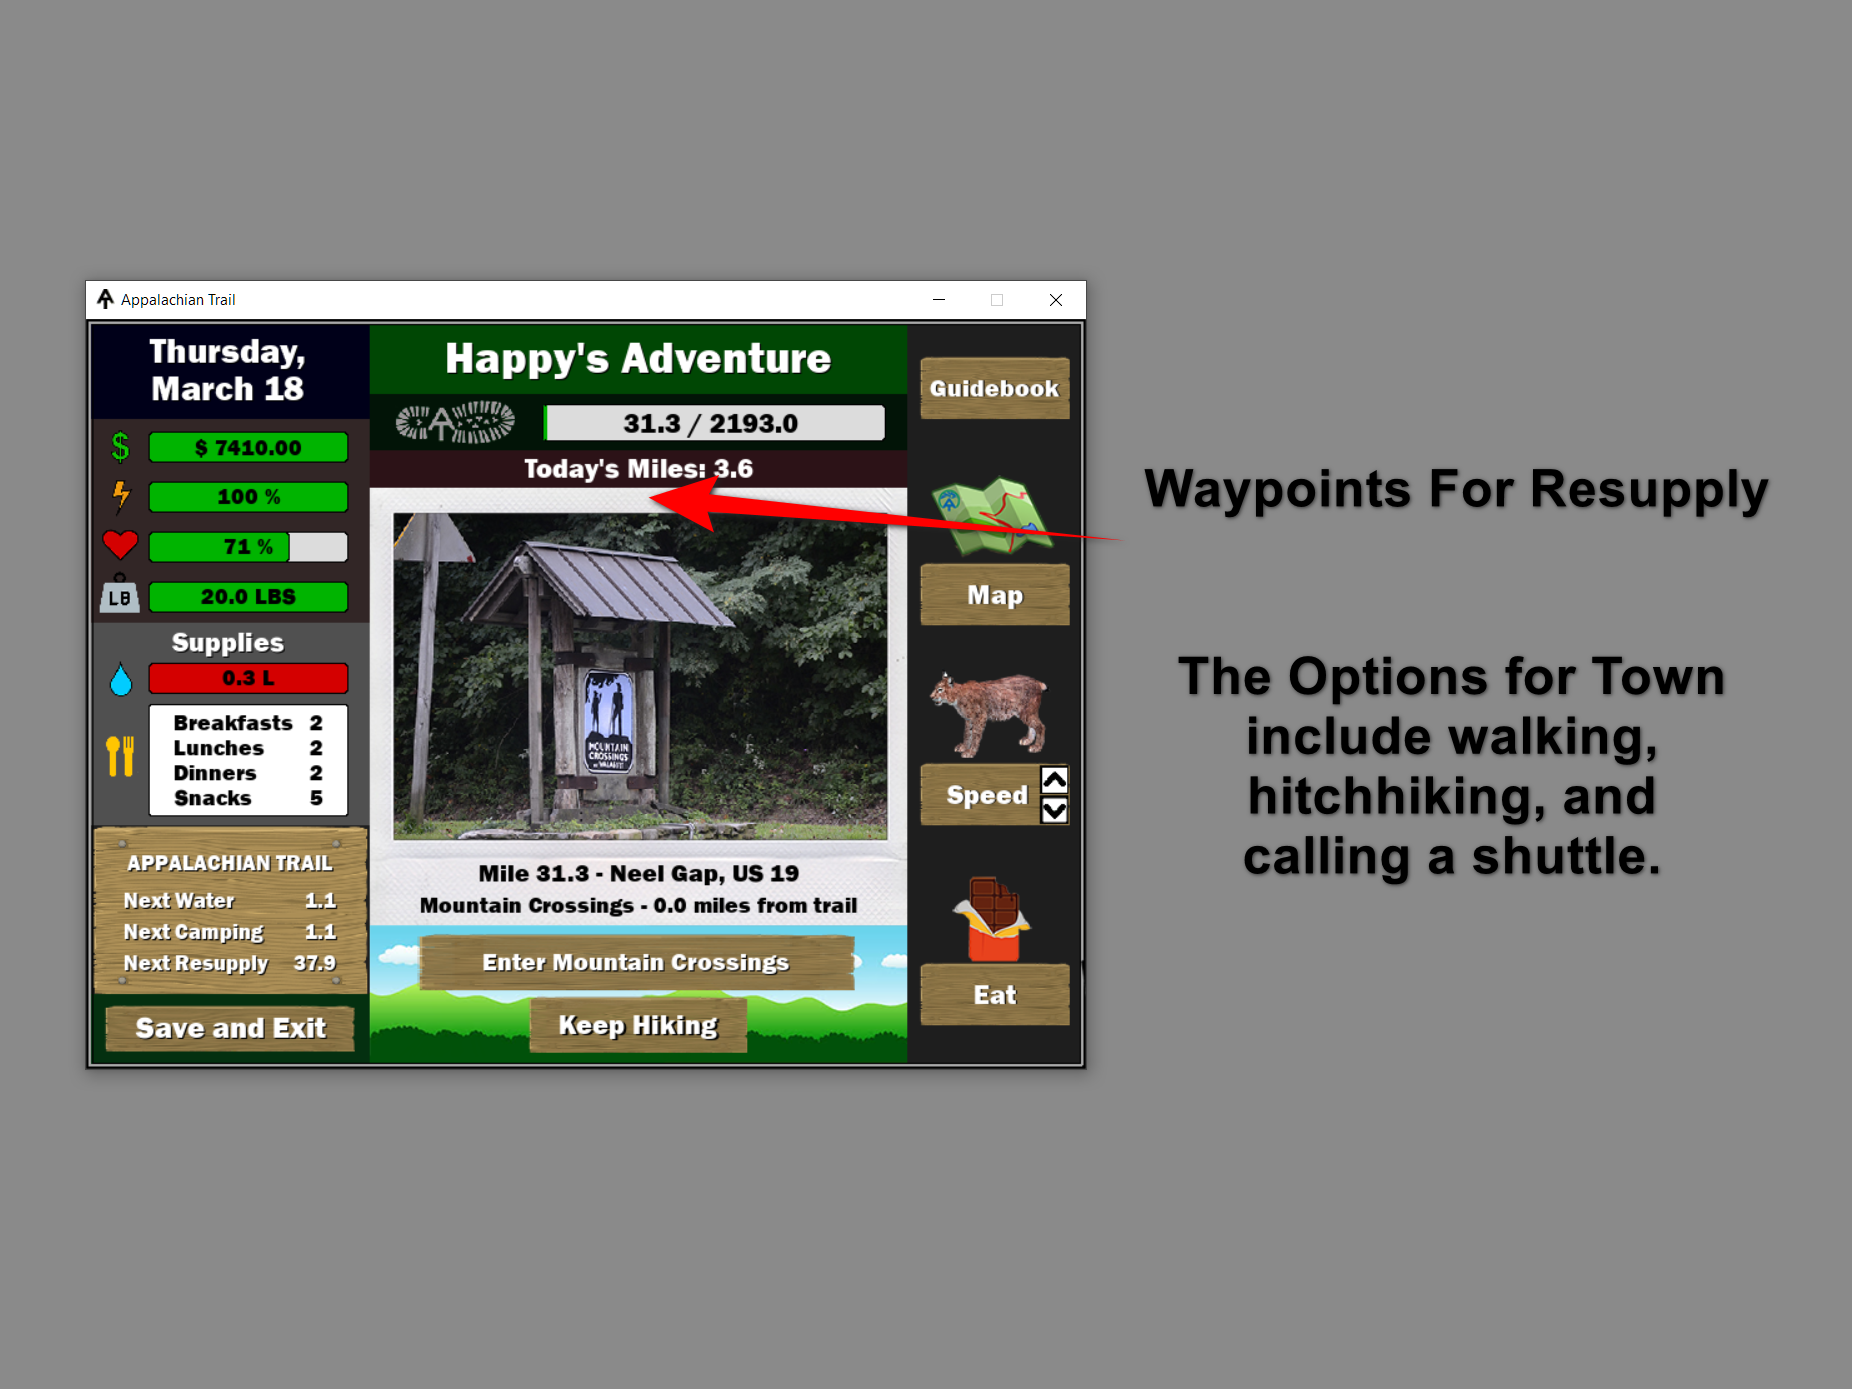 Appalachian Trail
Thursday,
March 18
$ 7410.00
100 %
71 %
LB
20.0 LBS
Supplies
0.3 L
Breakfasts 2
Lunches 2
Dinners 2
Snacks 5
APPALACHIAN TRAIL
Next Water 1.1
Next Camping 1.1
Next Resupply 37.9
Save and Exit
Happy's Adventure
31.3 / 2193.0
Today's Miles: 3.6
MOUNTAIN
CROSSINGS
Mile 31.3 - Neel Gap, US 19
Mountain Crossings - 0.0 miles from trail
Enter Mountain Crossings
Keep Hiking
Guidebook
Map
Speed
Eat
Waypoints For Resupply
The Options for Town
include walking,
hitchhiking, and
calling a shuttle.